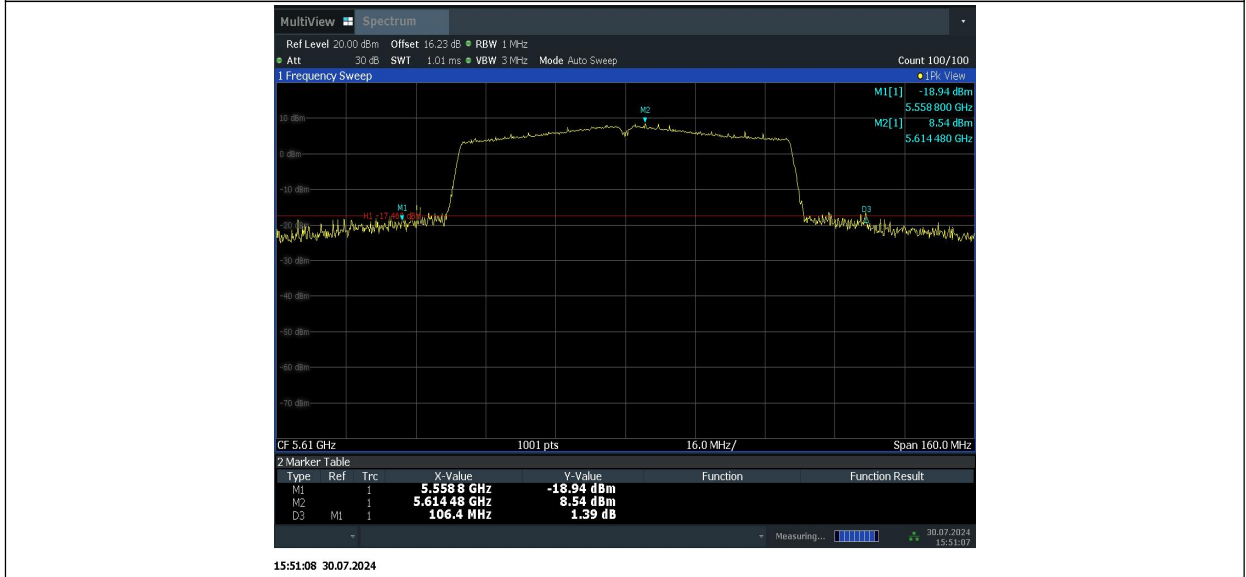 MultiView Spectrum
Ref Level 20.00 dBm Offset 16.23 dB RBW 1 MHz
Att 30 dB SWT 1.01 ms VBW 3 MHz Mode Auto Sweep Count 100/100
1 Frequency Sweep 1Pk View
M1[1] -18.94 dBm
5.558 800 GHz
M2[1] 8.54 dBm
5.614 480 GHz
M2
10 dBm
0 dBm
-10 dBm
M1
D3
H1 -17.460 dBm
-20 dBm
-30 dBm
-40 dBm
-50 dBm
-60 dBm
-70 dBm
CF 5.61 GHz 1001 pts 16.0 MHz/ Span 160.0 MHz
2 Marker Table
Type Ref Trc X-Value Y-Value Function Function Result
M1 1 5.558 8 GHz -18.94 dBm
M2 1 5.614 48 GHz 8.54 dBm
D3 M1 1 106.4 MHz 1.39 dB
Measuring... 30.07.2024
15:51:07
15:51:08 30.07.2024